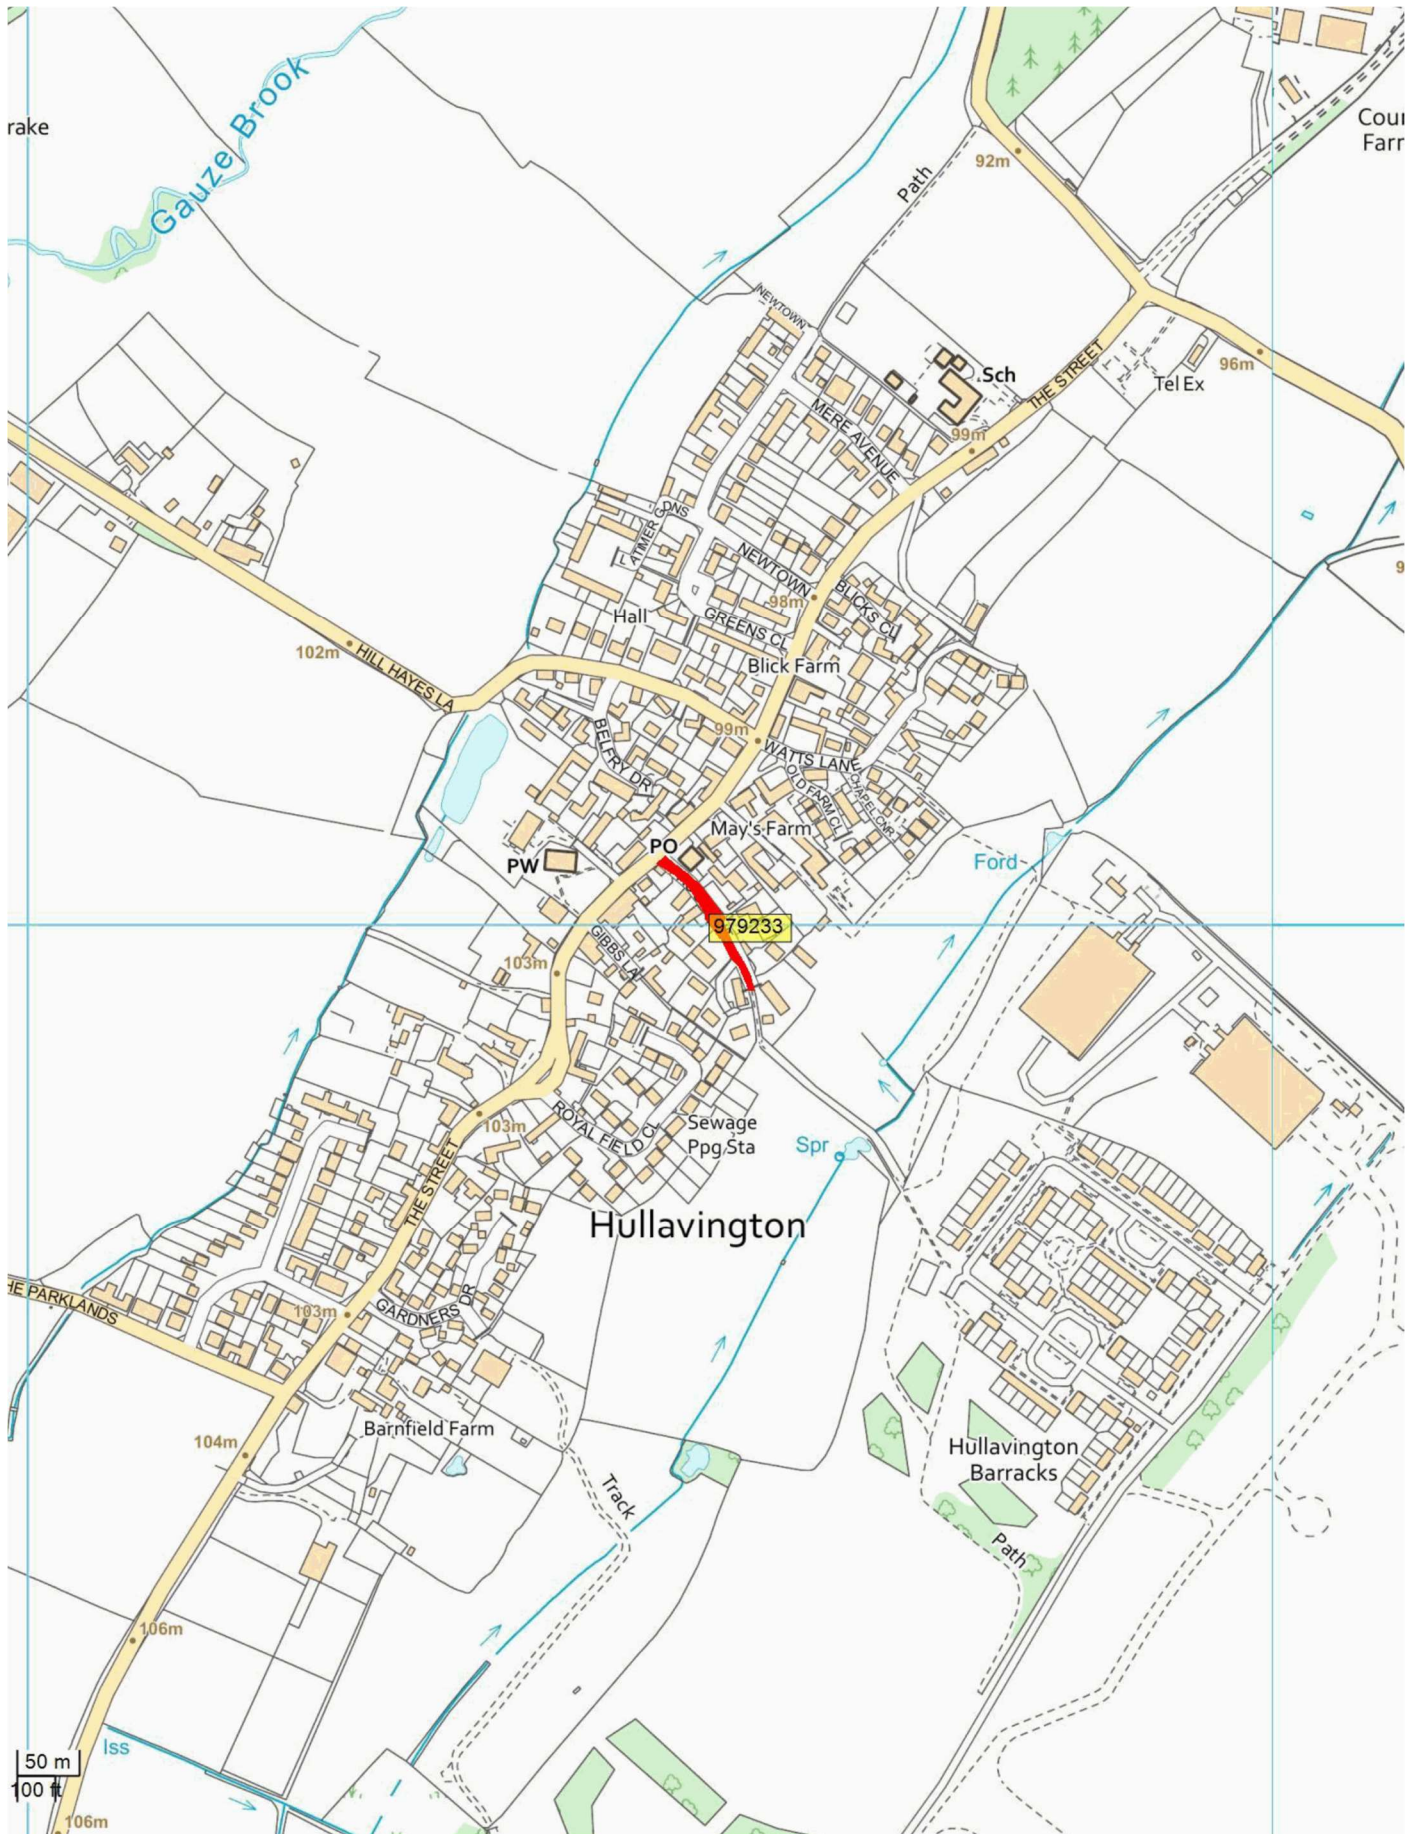 Gauze Brook
rake
Cour
Farr
92m
Path
NEWTOWN
Sch
THE STREET
Tel Ex
96m
MERE AVENUE
99m
LATIMER GDNS
NEWTOWN
98m
BLICKS CL
Hall
GREENS CL
Blick Farm
102m
HILL HAYES LA
99m
BELFRY DR
WATTS LANE
OLD FARM CL
CHAPEL CNR
May's Farm
PO
PW
Ford
979233
GIBBS LA
103m
103m
ROYAL FIELD CL
Sewage
Ppg Sta
Spr
THE STREET
Hullavington
HE PARKLANDS
103m
GARDNERS DR
Barnfield Farm
104m
Hullavington
Barracks
Track
Path
106m
Iss
50 m
100 ft
106m